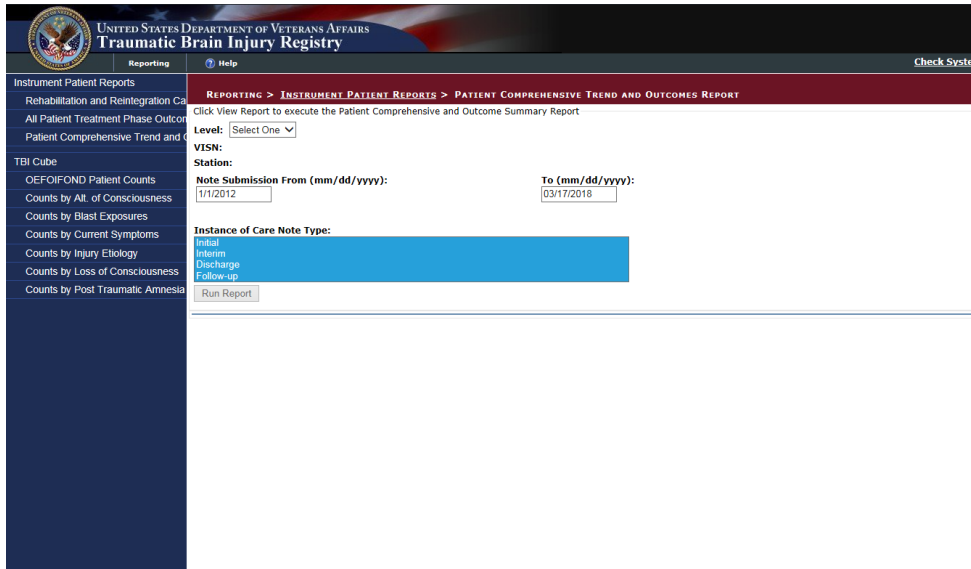 UNITED STATES DEPARTMENT OF VETERANS AFFAIRS
Traumatic Brain Injury Registry
Reporting
Help
Check Syste
Instrument Patient Reports
Rehabilitation and Reintegration Ca
All Patient Treatment Phase Outcon
Patient Comprehensive Trend and
TBI Cube
OEFOIFOND Patient Counts
Counts by Alt. of Consciousness
Counts by Blast Exposures
Counts by Current Symptoms
Counts by Injury Etiology
Counts by Loss of Consciousness
Counts by Post Traumatic Amnesia
REPORTING > INSTRUMENT PATIENT REPORTS > PATIENT COMPREHENSIVE TREND AND OUTCOMES REPORT
Click View Report to execute the Patient Comprehensive and Outcome Summary Report
Level: Select One
VISN:
Station:
Note Submission From (mm/dd/yyyy): To (mm/dd/yyyy):
1/1/2012 03/17/2018
Instance of Care Note Type:
Initial
Interim
Discharge
Follow-up
Run Report